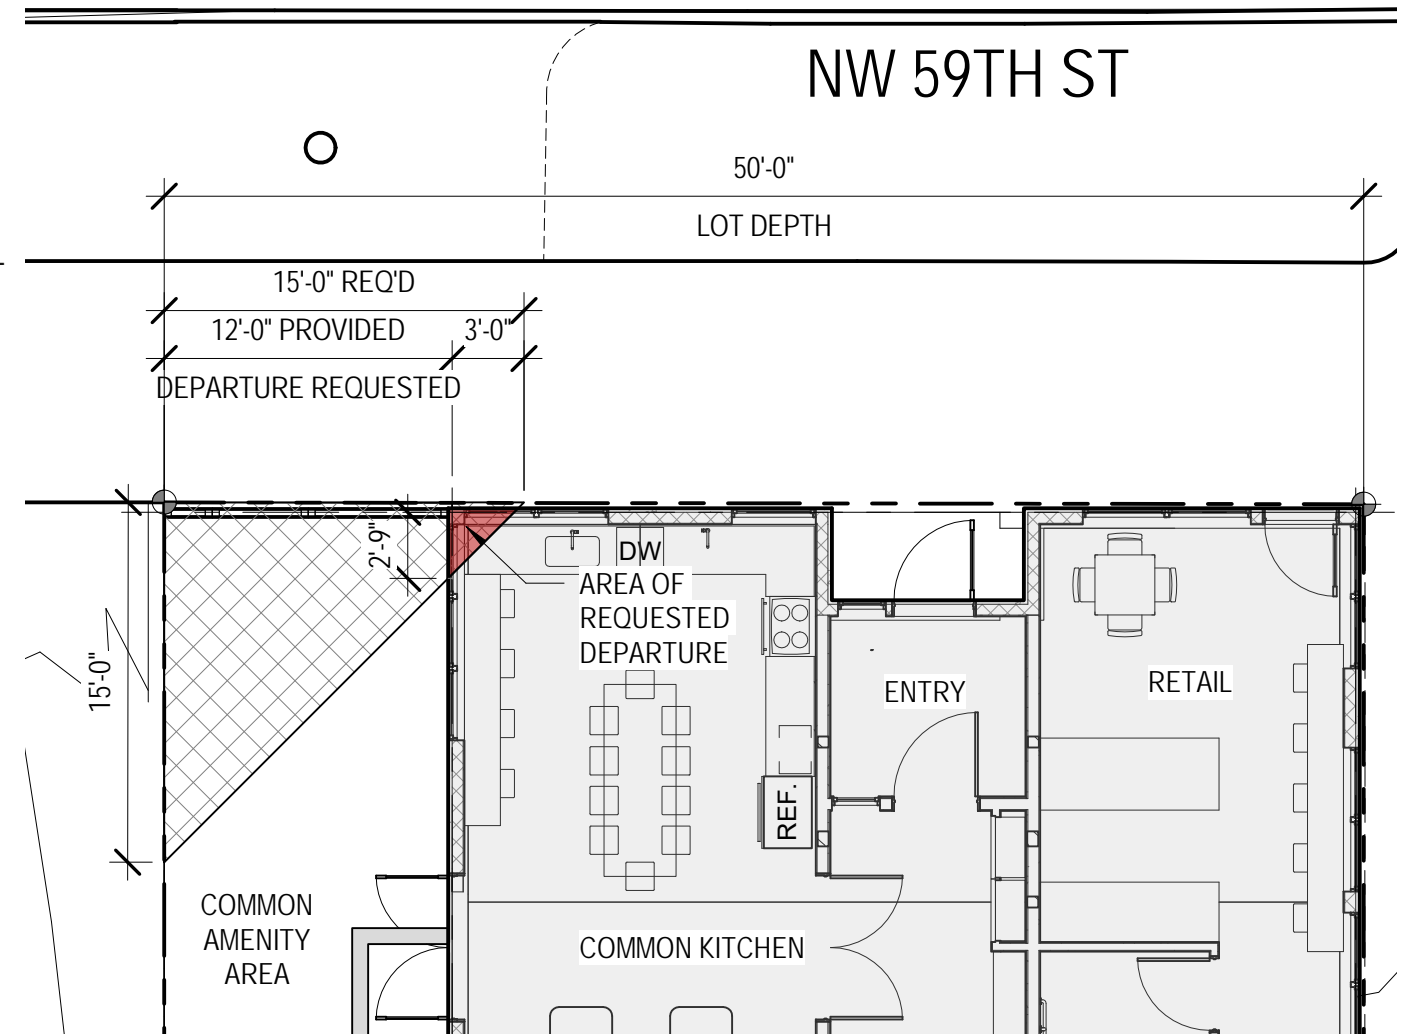 NW 59TH ST
50'-0"
LOT DEPTH
15'-0" REQ'D
12'-0" PROVIDED
3'-0"
DEPARTURE REQUESTED
2'-9"
DW
AREA OF
REQUESTED
DEPARTURE
15'-0"
ENTRY
RETAIL
REF.
COMMON
AMENITY
AREA
COMMON KITCHEN